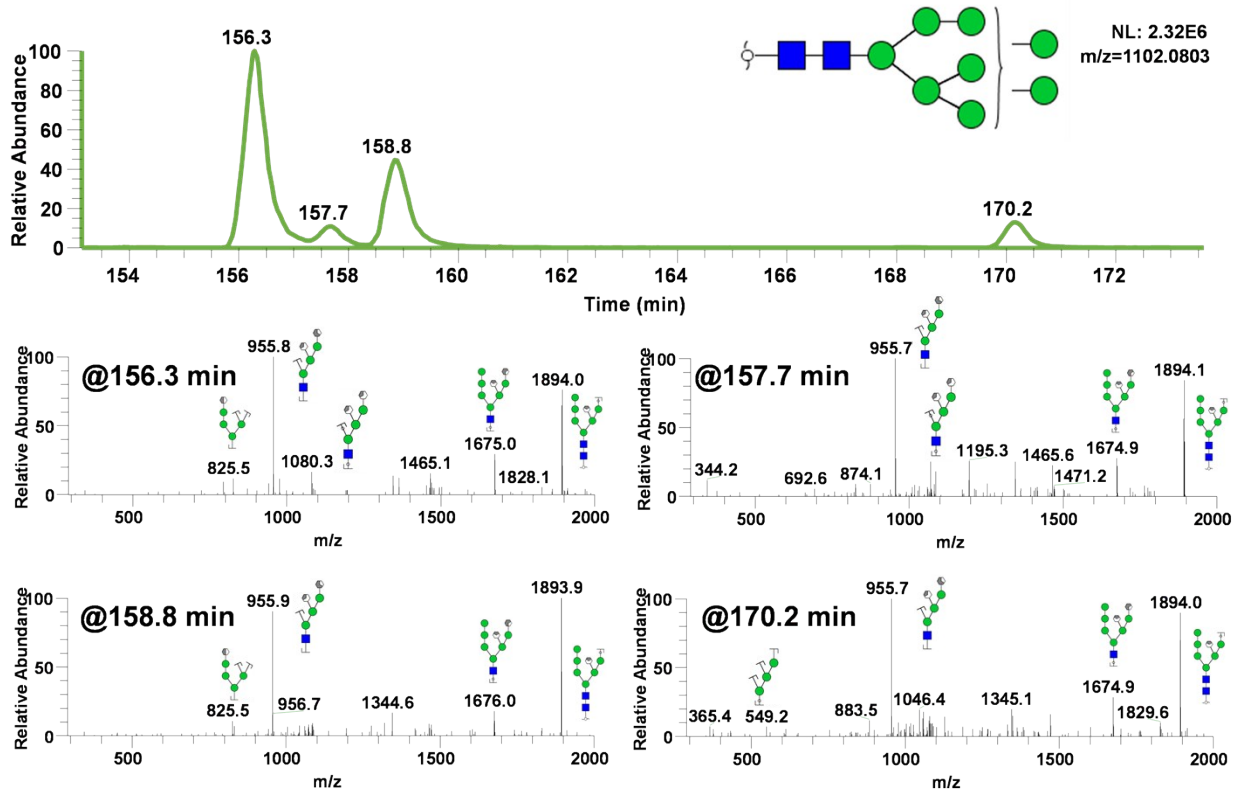 NL: 2.32E6
m/z=1102.0803
Relative Abundance
100
80
60
40
20
0
156.3
157.7
158.8
170.2
154 156 158 160 162 164 166 168 170 172
Time (min)
@156.3 min
Relative Abundance
100
50
0
825.5
955.8
1080.3
1465.1
1675.0
1828.1
1894.0
500 1000 1500 2000
m/z
@157.7 min
Relative Abundance
100
50
0
344.2
692.6
874.1
955.7
1195.3
1465.6
1471.2
1674.9
1894.1
500 1000 1500 2000
m/z
@158.8 min
Relative Abundance
100
50
0
825.5
955.9
956.7
1344.6
1676.0
1893.9
500 1000 1500 2000
m/z
@170.2 min
Relative Abundance
100
50
0
365.4
549.2
883.5
955.7
1046.4
1345.1
1674.9
1829.6
1894.0
500 1000 1500 2000
m/z